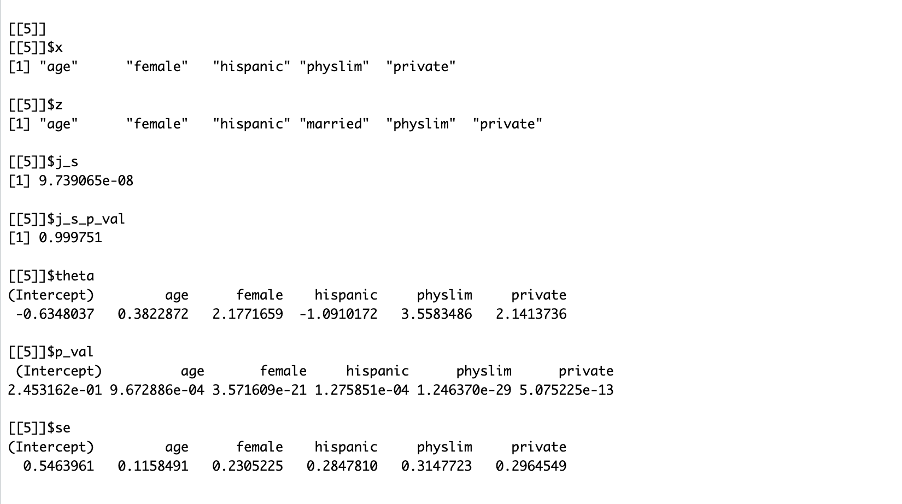 [[5]]
[[5]]$x
[1] "age"      "female"   "hispanic" "physlim"  "private"

[[5]]$z
[1] "age"      "female"   "hispanic" "married"  "physlim"  "private"

[[5]]$j_s
[1] 9.739065e-08

[[5]]$j_s_p_val
[1] 0.999751

[[5]]$theta
(Intercept)         age      female    hispanic     physlim     private
 -0.6348037   0.3822872   2.1771659  -1.0910172   3.5583486   2.1413736

[[5]]$p_val
 (Intercept)          age       female     hispanic      physlim      private
2.453162e-01 9.672886e-04 3.571609e-21 1.275851e-04 1.246370e-29 5.075225e-13

[[5]]$se
(Intercept)         age      female    hispanic     physlim     private
  0.5463961   0.1158491   0.2305225   0.2847810   0.3147723   0.2964549